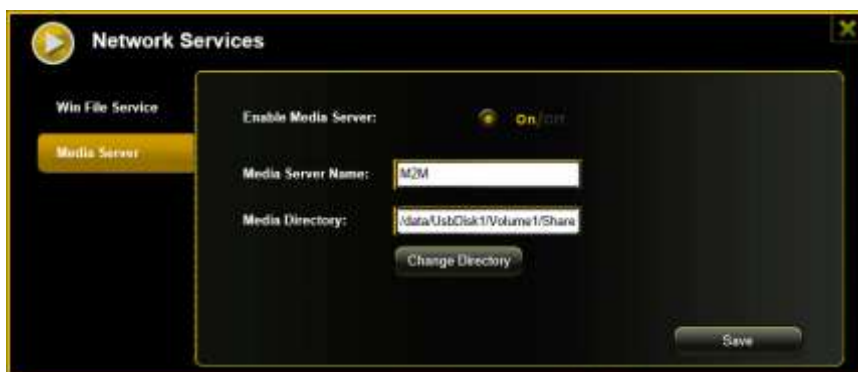 Network Services
Win File Service
Media Server
Enable Media Server:
On/Off
Media Server Name:
M2M
Media Directory:
/data/UsbDisk1/Volume1/Share
Change Directory
Save